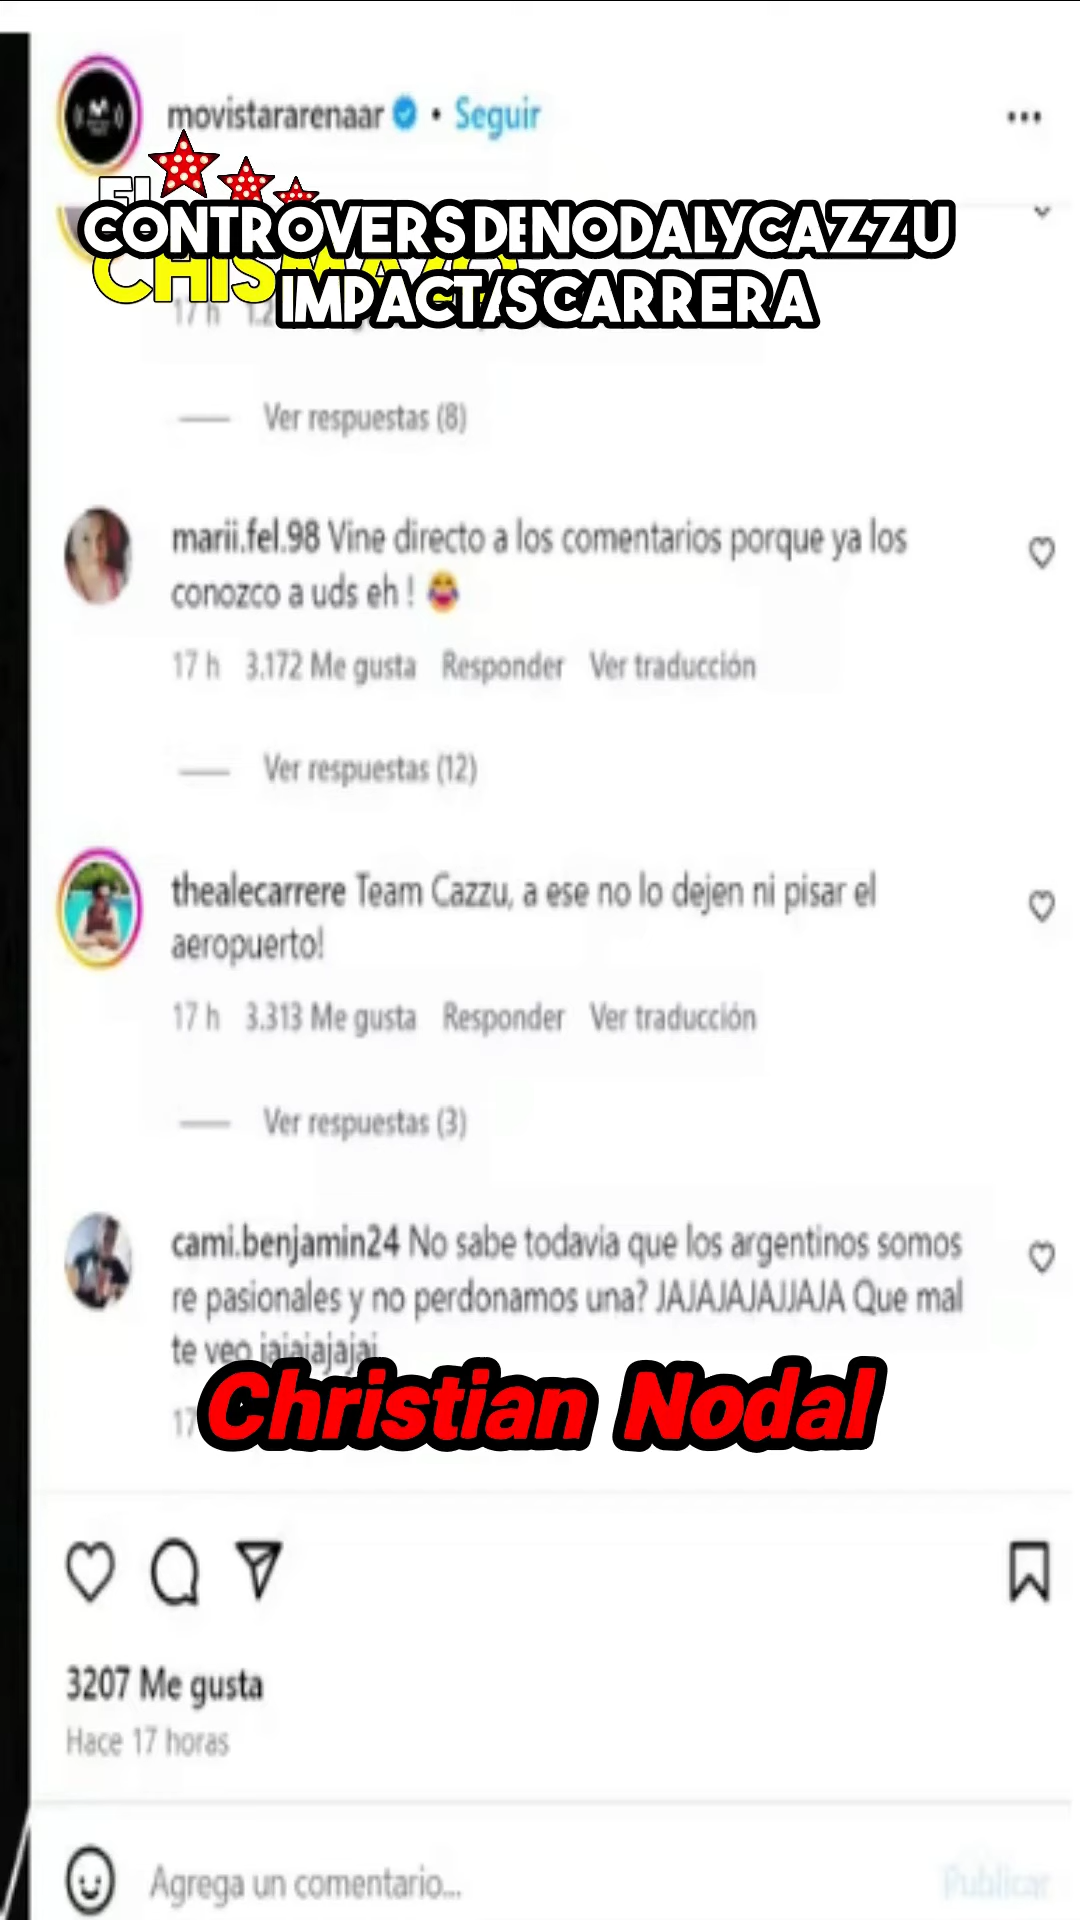 movistararenaar • Seguir
El
CHISMAZO
CONTROVERS DE NODAL Y CAZZU
IMPACTA S CARRERA
17 h
Ver respuestas (8)
marii.fel.98 Vine directo a los comentarios porque ya los
conozco a uds eh ! 😂
17 h 3.172 Me gusta Responder Ver traducción
Ver respuestas (12)
thealecarrere Team Cazzu, a ese no lo dejen ni pisar el
aeropuerto!
17 h 3.313 Me gusta Responder Ver traducción
Ver respuestas (3)
cami.benjamin24 No sabe todavia que los argentinos somos
re pasionales y no perdonamos una? JAJAJAJAJJAJA Que mal
te veo jajajajajaj
17
Christian Nodal
3207 Me gusta
Hace 17 horas
Agrega un comentario...
Publicar